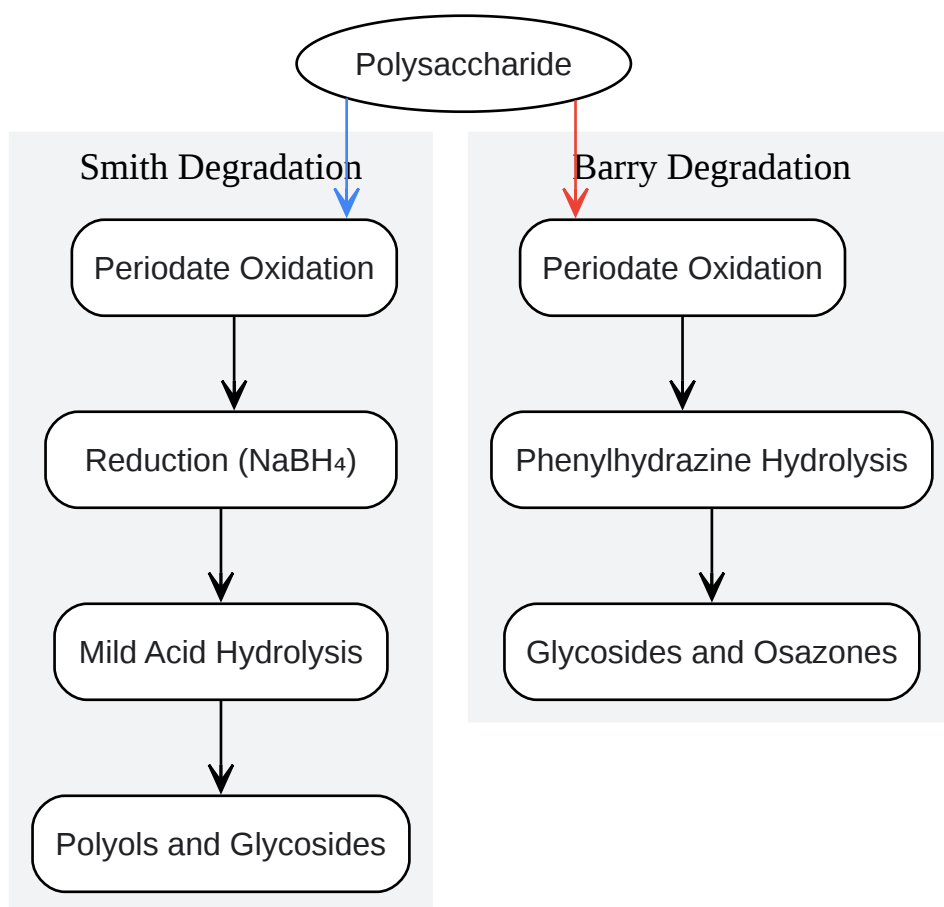 Polysaccharide
Smith Degradation
Periodate Oxidation
Reduction (NaBH₄)
Mild Acid Hydrolysis
Polyols and Glycosides
Barry Degradation
Periodate Oxidation
Phenylhydrazine Hydrolysis
Glycosides and Osazones